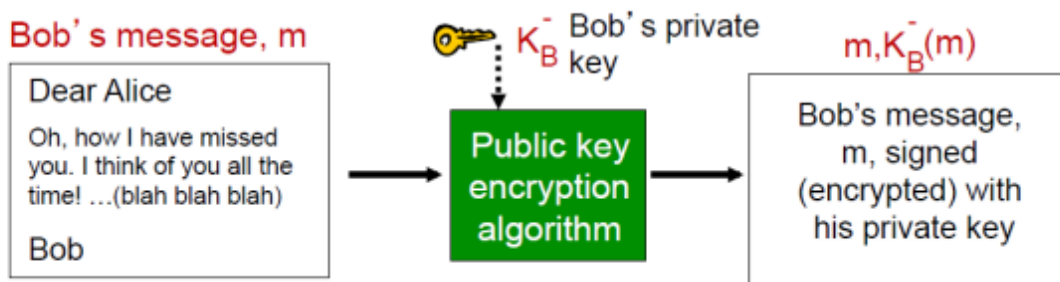 Bob's message, m
Dear Alice
Oh, how I have missed
you. I think of you all the
time! ...(blah blah blah)
Bob
K_B^- Bob's private
key
Public key
encryption
algorithm
m,K_B^-(m)
Bob's message,
m, signed
(encrypted) with
his private key